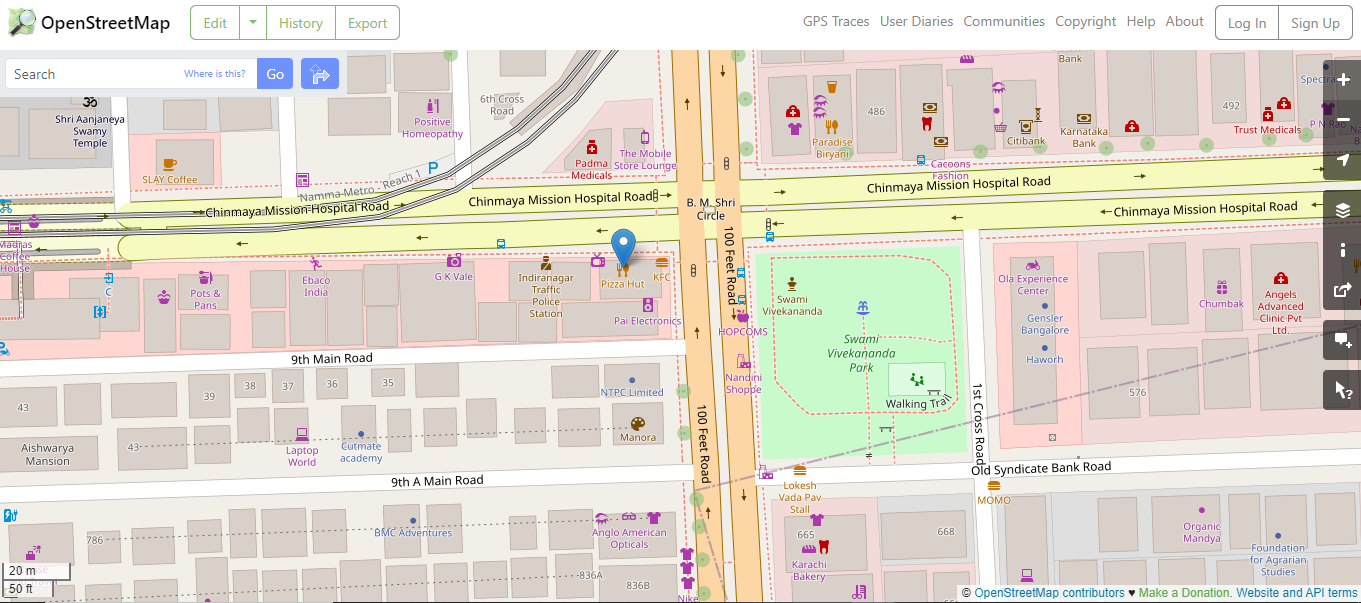 OpenStreetMap
Edit
History
Export
GPS Traces
User Diaries
Communities
Copyright
Help
About
Log In
Sign Up
Search
Where is this?
Go
Shri Aanjaneya
Swamy
Temple
Positive
Homeopathy
6th Cross
Road
SLAY Coffee
Padma
Medicals
The Mobile
Store Lounge
Namma Metro - Reach 1
P
Paradise
Biryani
486
Cacoons
Fashion
Citibank
Bank
Karnataka
Bank
492
Trust Medicals
Chinmaya Mission Hospital Road
Chinmaya Mission Hospital Road
Chinmaya Mission Hospital Road
Chinmaya Mission Hospital Road
B. M. Shri
Circle
100 Feet Road
Madras
Coffee
House
Pots &
Pans
Ebaco
India
G K Vale
Indiranagar
Traffic
Police
Station
Pizza Hut
KFC
Pai Electronics
HOPCOMS
Nandini
Shoppe
Swami
Vivekananda
Swami
Vivekananda
Park
Walking Trail
Ola Experience
Center
Gensler
Bangalore
Haworh
Chumbak
Angels
Advanced
Clinic Pvt
Ltd.
576
1st Cross Road
9th Main Road
43
39
38
37
36
35
NTPC Limited
Manora
Aishwarya
Mansion
43
Laptop
World
Cutmate
academy
100 Feet Road
9th A Main Road
Old Syndicate Bank Road
Lokesh
Vada Pav
Stall
MOMO
786
BMC Adventures
Anglo American
Opticals
836A
836B
Nike
665
Karachi
Bakery
668
Organic
Mandya
Foundation
for Agrarian
Studies
20 m
50 ft
© OpenStreetMap contributors ♥ Make a Donation. Website and API terms